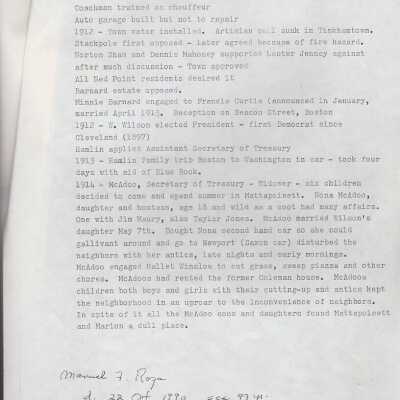 Coachman trained as chauffeur
Auto garage built but not to repair
1912 - Town water installed. Artisian well sunk in Tinkhamtown.
Stackpole first opposed - later agreed because of fire hazard.
Norton Shaw and Dennis Mahoney supported Lester Jenney against
after much discussion - Town approved
All Ned Point residents desired it
Barnard estate opposed.
Minnie Barnard engaged to Francis Curtis (announced in January,
married April 1913. Reception on Beacon Street, Boston
1912 - W. Wilson elected President - first Democrat since
Cleveland (1897)
Hamlin applied Assistant Secretary of Treasury
1913 - Hamlin Family trip Boston to Washington in car - took four
days with aid of Blue Book.
1914 - McAdoo, Secretary of Treasury - Widower - six children
decided to come and spend summer in Mattapoisett. Nona McAdoo,
daughter and hostess, age 18 and wild as a coot had many affairs.
One with Jim Maury, also Taylor Jones. McAdoo married Wilson's
daughter May 7th. Bought Nona second hand car so she could
gallivant around and go to Newport (Saxon car) disturbed the
neighbors with her antics, late nights and early mornings.
McAdoo engaged Hallet Winslow to cut grass, sweep piazza and other
chores. McAdoos had rented the former Coleman house. McAdoos
children both boys and girls with their cutting-up and antics kept
the neighborhood in an uproar to the inconvenience of neighbors.
In spite of it all the McAdoo sons and daughters found Mattapoisett
and Marion a dull place.
Manuel F. Roza
d. 22 Oct. 1990